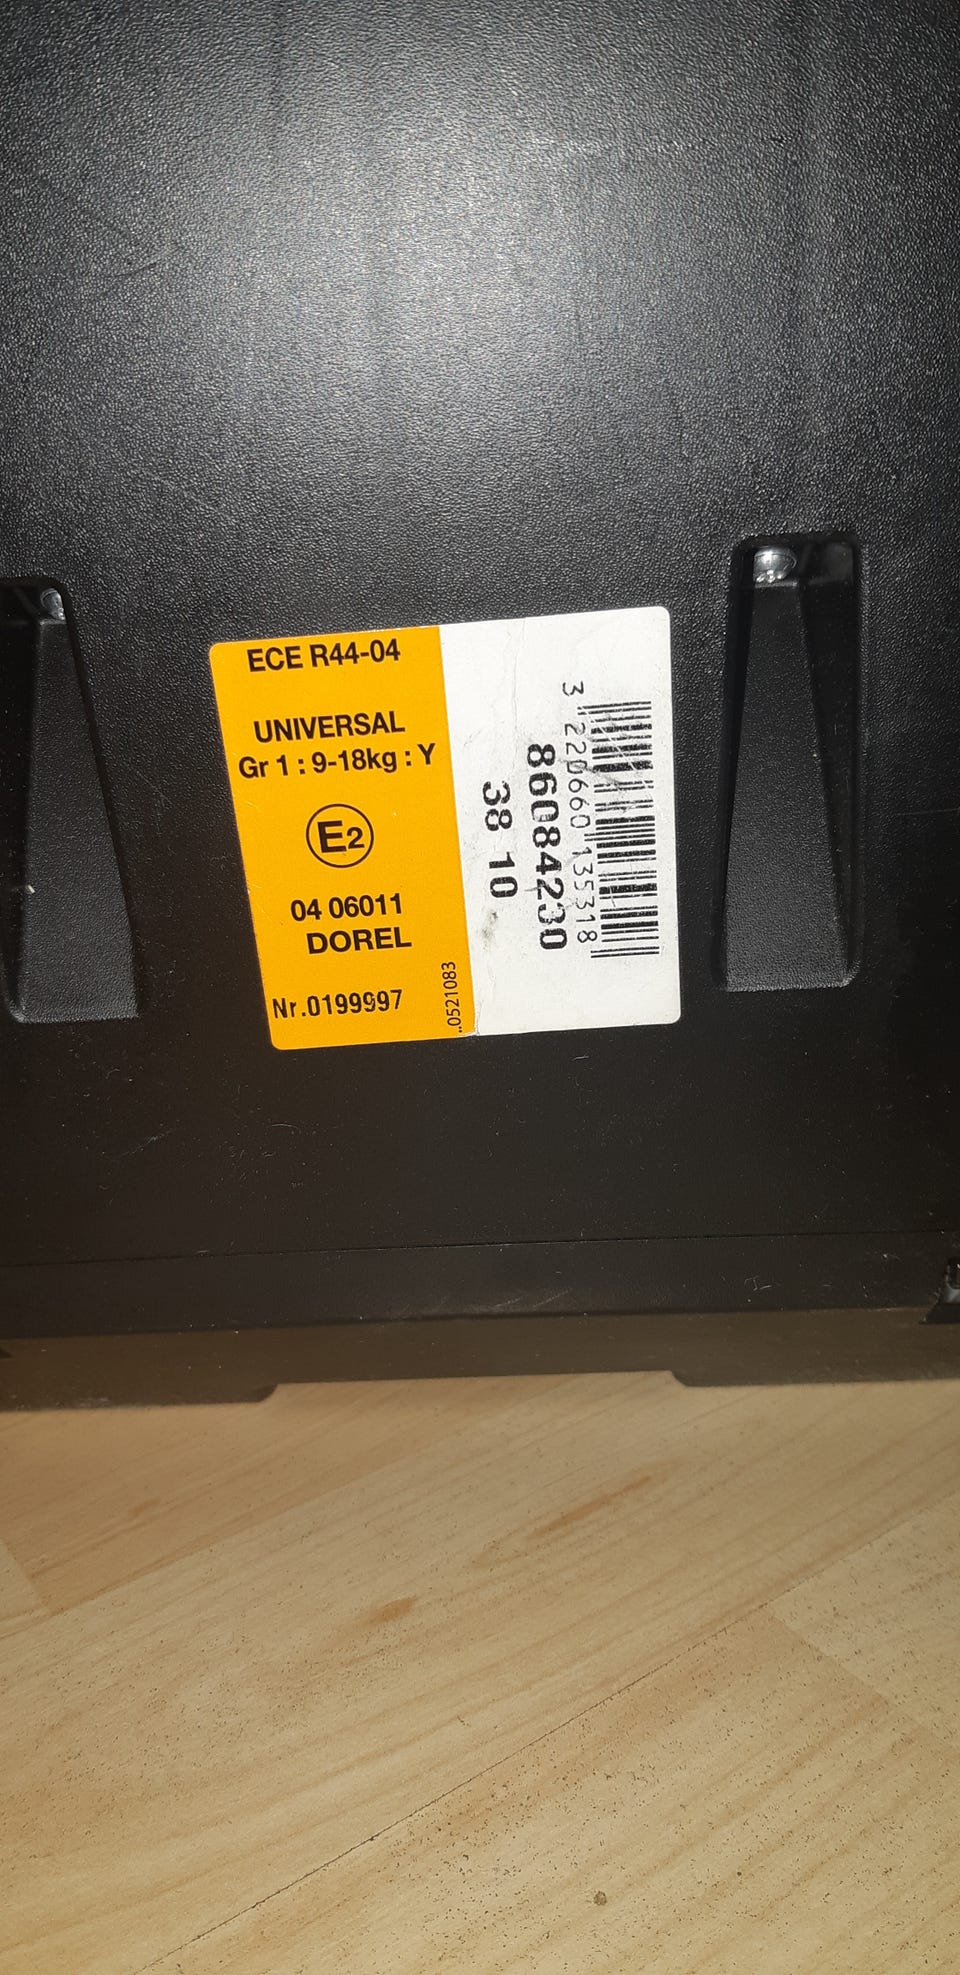 ECE R44-04
UNIVERSAL
Gr 1 : 9-18kg : Y
E2
04 06011
DOREL
Nr.0199997
..0521083
3 220660 135318
86084230
38 10